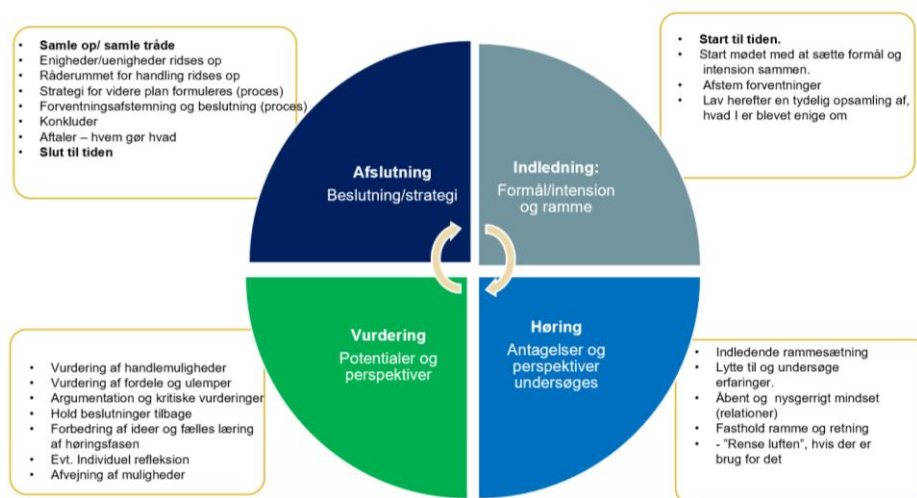 Samle op/ samle tråde
Enigheder/uenigheder ridses op
Råderummet for handling ridses op
Strategi for videre plan formuleres (proces)
Forventningsafstemning og beslutning (proces)
Konkluder
Aftaler – hvem gør hvad
Slut til tiden
Start til tiden.
Start mødet med at sætte formål og
intension sammen.
Afstem forventninger
Lav herefter en tydelig opsamling af,
hvad I er blevet enige om
Afslutning
Beslutning/strategi
Indledning:
Formål/intension
og ramme
Vurdering
Potentialer og
perspektiver
Høring
Antagelser og
perspektiver
undersøges
Vurdering af handlemuligheder
Vurdering af fordele og ulemper
Argumentation og kritiske vurderinger
Hold beslutninger tilbage
Forbedring af ideer og fælles læring
af høringsfasen
Evt. Individuel refleksion
Afvejning af muligheder
Indledende rammesætning
Lytte til og undersøge
erfaringer.
Åbent og nysgerrigt mindset
(relationer)
Fasthold ramme og retning
- ”Rense luften”, hvis der er
brug for det